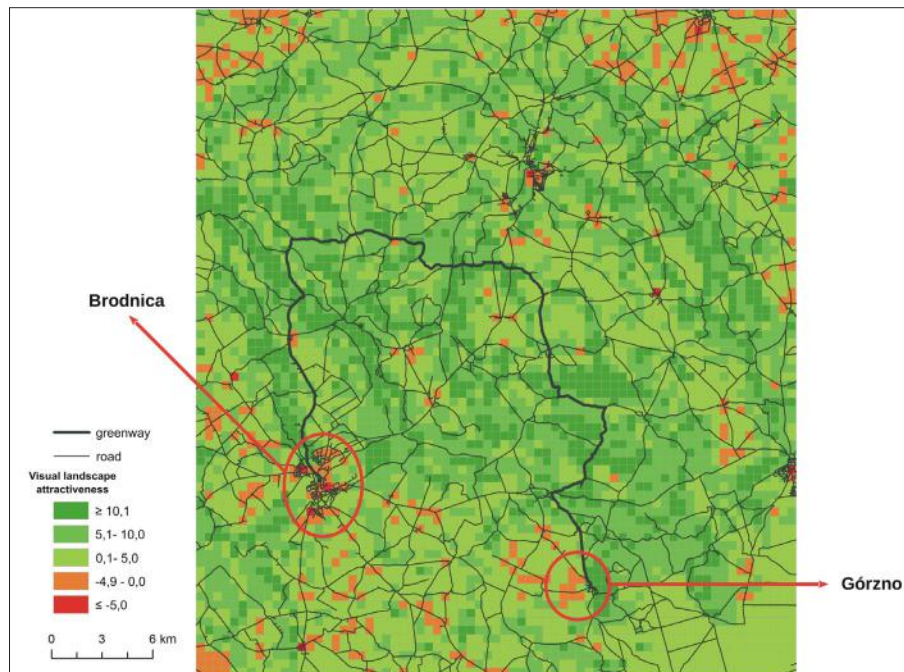 Brodnica
greenway
road
Visual landscape
attractiveness
≥ 10,1
5,1- 10,0
0,1- 5,0
-4,9 - 0,0
≤ -5,0
0 3 6 km
Górzno